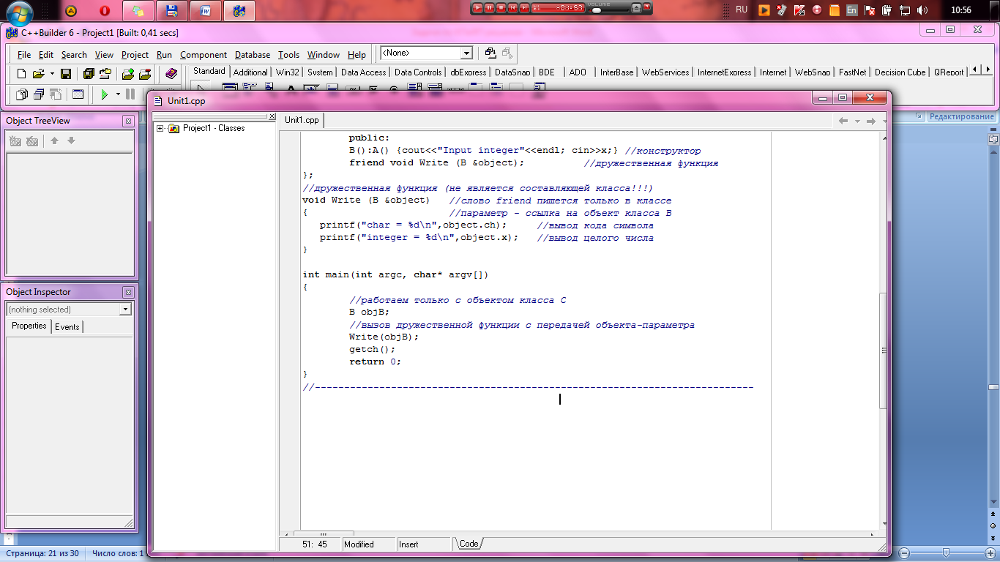 RU
En
10:56
C++Builder 6 - Project1 [Built: 0,41 secs]
File Edit Search View Project Run Component Database Tools Window Help
<None>
Standard Additional Win32 System Data Access Data Controls dbExpress DataSnap BDE ADO InterBase WebServices InternetExpress Internet WebSnap FastNet Decision Cube QReport
Unit1.cpp
Object TreeView
Редактирование
Project1 - Classes
Unit1.cpp
public:
B():A() {cout<<"Input integer"<<endl; cin>>x;} //конструктор
friend void Write (B &object); //дружественная функция
};
//дружественная функция (не является составляющей класса!!!)
void Write (B &object) //слово friend пишется только в классе
{ //параметр - ссылка на объект класса В
printf("char = %d\n",object.ch); //вывод кода символа
printf("integer = %d\n",object.x); //вывод целого числа
}
int main(int argc, char* argv[])
{
//работаем только с объектом класса С
B objB;
//вызов дружественной функции с передачей объекта-параметра
Write(objB);
getch();
return 0;
}
//---------------------------------------------------------------------------
Object Inspector
(nothing selected)
Properties Events
51: 45 Modified Insert Code
Страница: 21 из 30 Число слов: 1